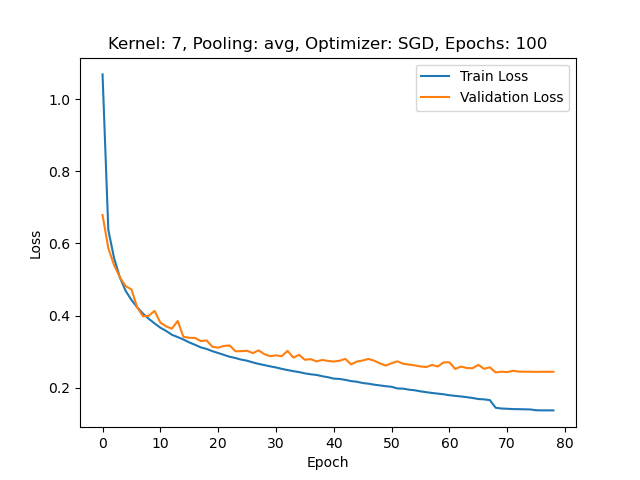 Kernel: 7, Pooling: avg, Optimizer: SGD, Epochs: 100
Train Loss
Validation Loss
1.0
0.8
0.6
0.4
0.2
Loss
0 10 20 30 40 50 60 70 80
Epoch